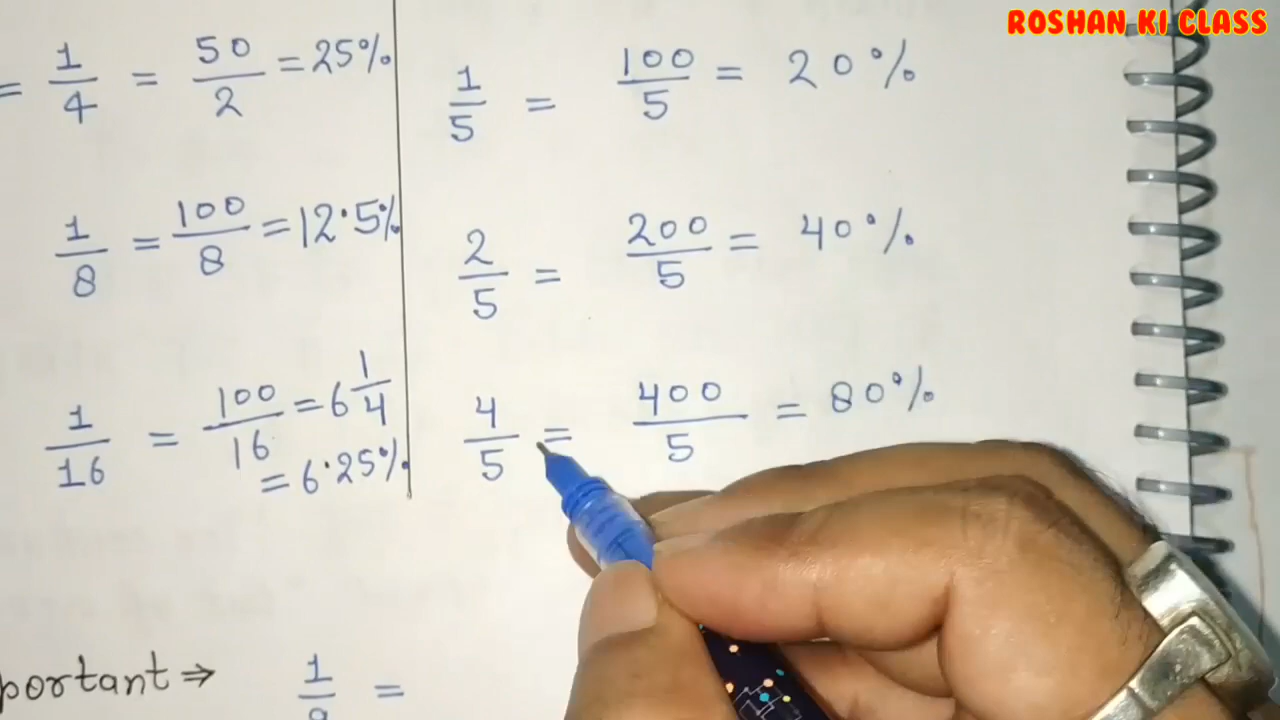 ROSHAN KI CLASS
= 1/4 = 50/2 = 25%
1/8 = 100/8 = 12.5%
1/16 = 100/16 = 6 1/4
= 6.25%
1/5 = 100/5 = 20%
2/5 = 200/5 = 40%
4/5 = 400/5 = 80%
portant ⇒ 1/9 =